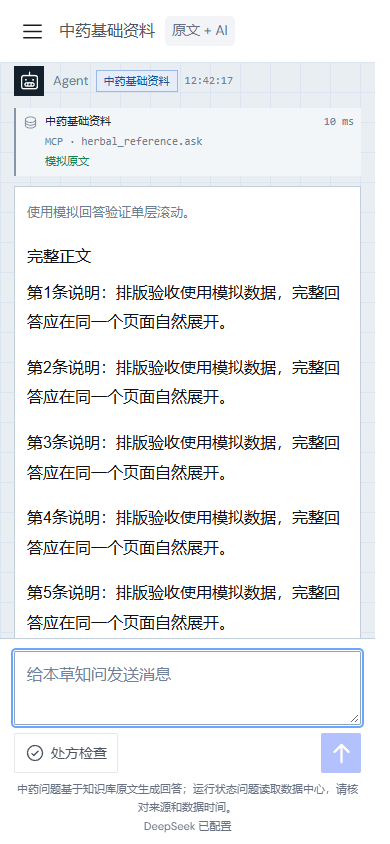 中药基础资料 原文 + AI
Agent 中药基础资料 12:42:17
中药基础资料 10 ms
MCP · herbal_reference.ask
模拟原文
使用模拟回答验证单层滚动。
完整正文
第1条说明：排版验收使用模拟数据，完整回
答应在同一个页面自然展开。
第2条说明：排版验收使用模拟数据，完整回
答应在同一个页面自然展开。
第3条说明：排版验收使用模拟数据，完整回
答应在同一个页面自然展开。
第4条说明：排版验收使用模拟数据，完整回
答应在同一个页面自然展开。
第5条说明：排版验收使用模拟数据，完整回
答应在同一个页面自然展开。
给本草知问发送消息
处方检查
中药问题基于知识库原文生成回答；运行状态问题读取数据中心，请核
对来源和数据时间。
DeepSeek 已配置